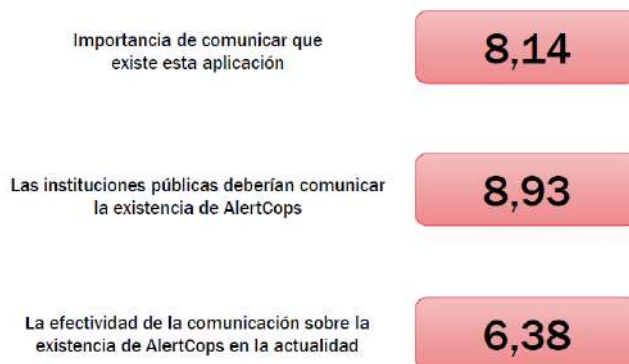 Importancia de comunicar que
existe esta aplicación
8,14
Las instituciones públicas deberían comunicar
la existencia de AlertCops
8,93
La efectividad de la comunicación sobre la
existencia de AlertCops en la actualidad
6,38